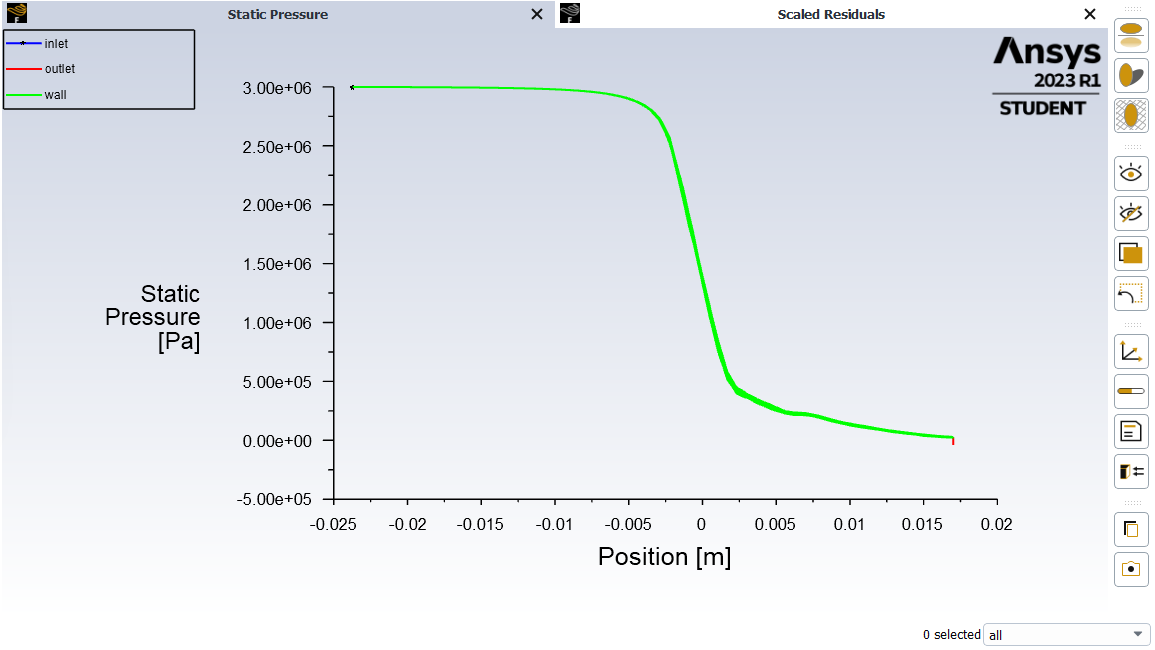 Static Pressure
Scaled Residuals
inlet
outlet
wall
Ansys
2023 R1
STUDENT
3.00e+06
2.50e+06
2.00e+06
1.50e+06
1.00e+06
5.00e+05
0.00e+00
-5.00e+05
Static
Pressure
[Pa]
-0.025 -0.02 -0.015 -0.01 -0.005 0 0.005 0.01 0.015 0.02
Position [m]
0 selected all